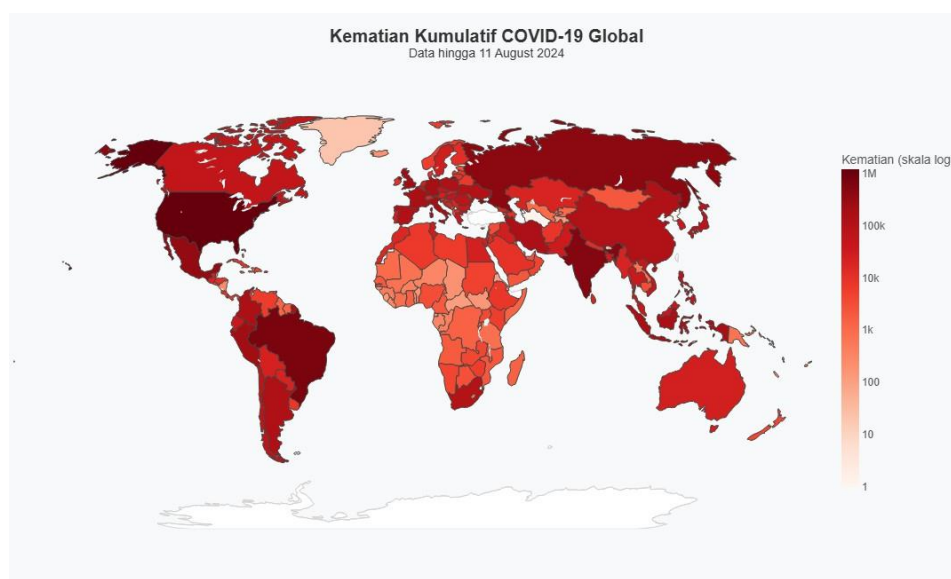 Kematian Kumulatif COVID-19 Global
Data hingga 11 August 2024
Kematian (skala log
1M
100k
10k
1k
100
10
1